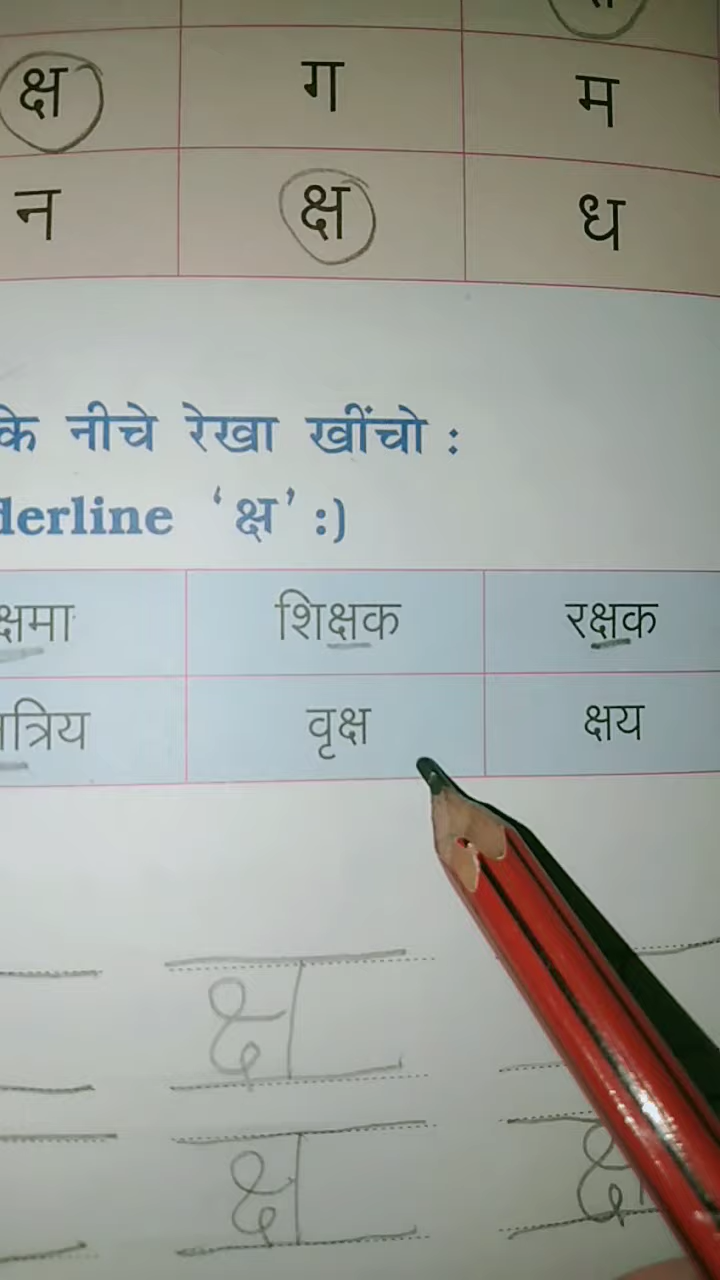 क्ष ग म
न क्ष ध
के नीचे रेखा खींचो :
derline 'क्ष' :)
क्षमा शिक्षक रक्षक
त्रिय वृक्ष क्षय
क्ष
क्ष क्ष